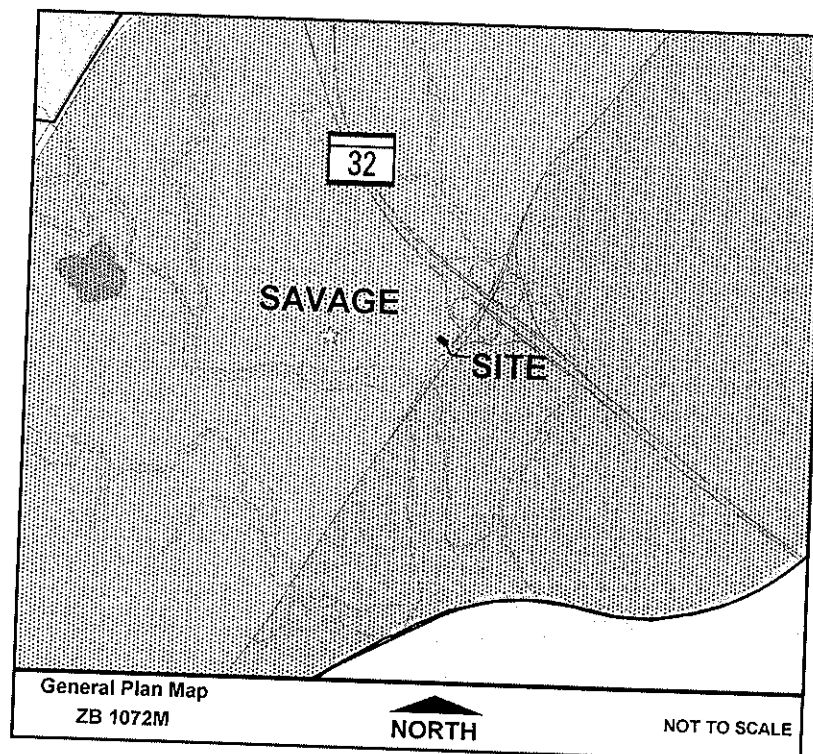 32
SAVAGE
SITE
General Plan Map
ZB 1072M
NORTH
NOT TO SCALE